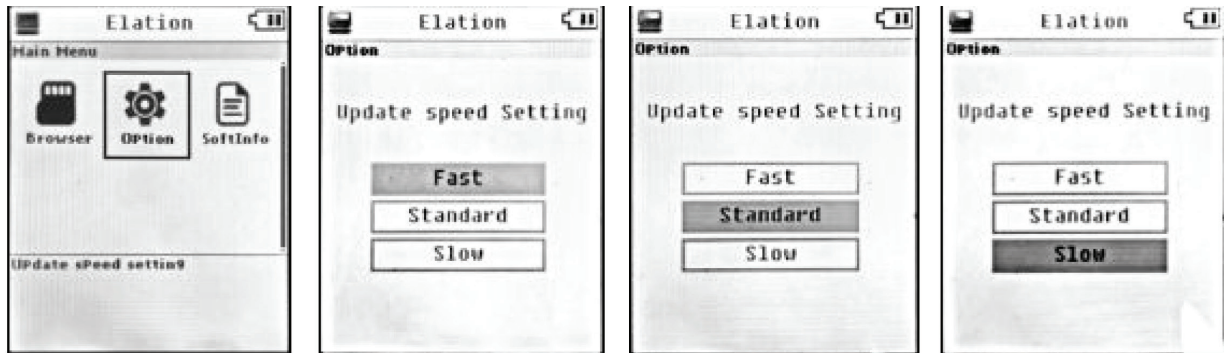 Elation
Main Menu
Browser
Option
SoftInfo
Update speed setting
Elation
Option
Update speed Setting
Fast
Standard
Slow
Elation
Option
Update speed Setting
Fast
Standard
Slow
Elation
Option
Update speed Setting
Fast
Standard
Slow